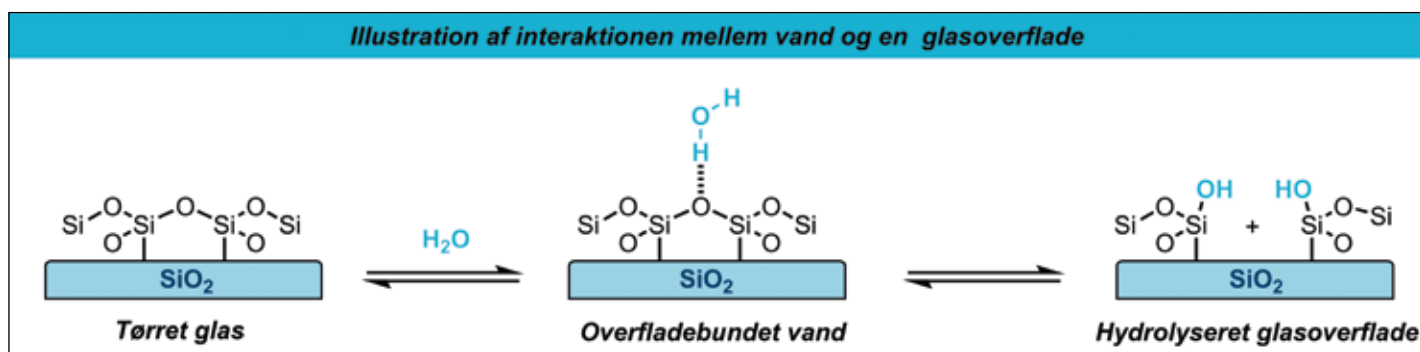 Illustration af interaktionen mellem vand og en glasoverflade
Si O O Si O Si O O Si
SiO₂
Tørret glas
H₂O
H
O
H
Si O O Si O Si O O Si
SiO₂
Overfladebundet vand
OH HO
Si O O Si + Si O O Si
SiO₂
Hydrolyseret glasoverflade